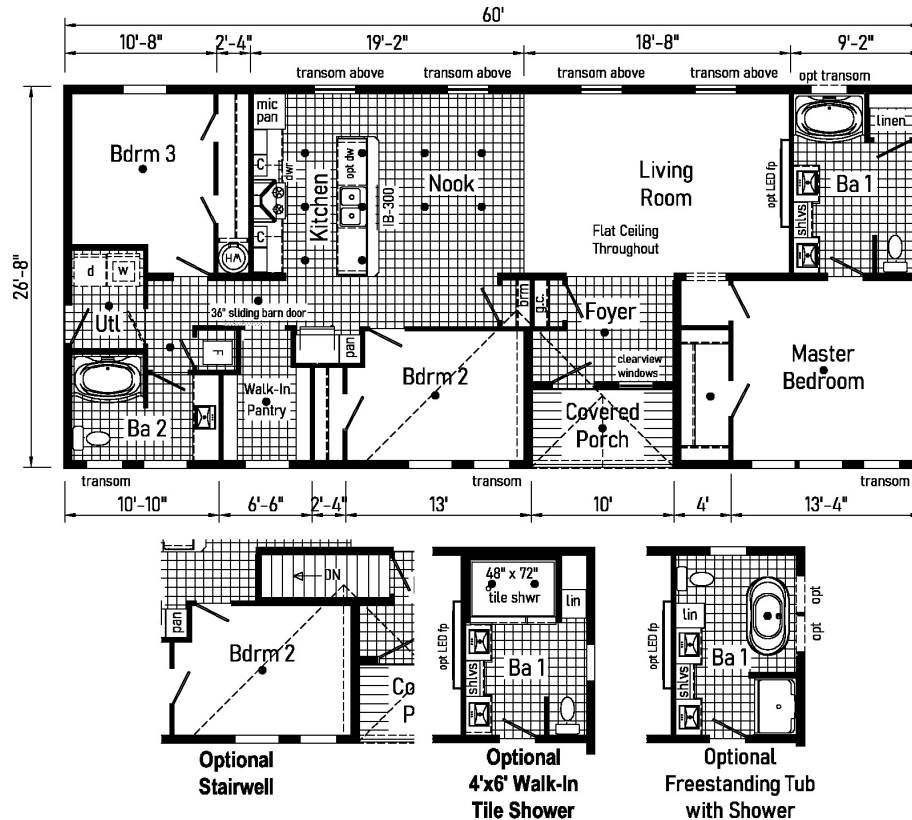 60'
10'-8" 2'-4" 19'-2" 18'-8" 9'-2"
transom above transom above transom above transom above opt transom
mic
pan
linen
Bdrm 3
C
dwr
opt dw
Kitchen
Nook
IB-300
C
Living
Room
Flat Ceiling
Throughout
opt LED fp
Ba 1
shlvs
26'-8"
HW
d w
Utl
36" sliding barn door
brm
g.c.
Foyer
clearview
windows
F
pan
Bdrm 2
Master
Bedroom
Walk-In
Pantry
Covered
Porch
Ba 2
transom transom transom
10'-10" 6'-6" 2'-4" 13' 10' 4' 13'-4"
DN
pan
Bdrm 2
Co
P
Optional
Stairwell
48" x 72"
tile shwr
lin
opt LED fp
Ba 1
shlvs
Optional
4'x6' Walk-In
Tile Shower
opt
opt
lin
opt LED fp
Ba 1
shlvs
Optional
Freestanding Tub
with Shower